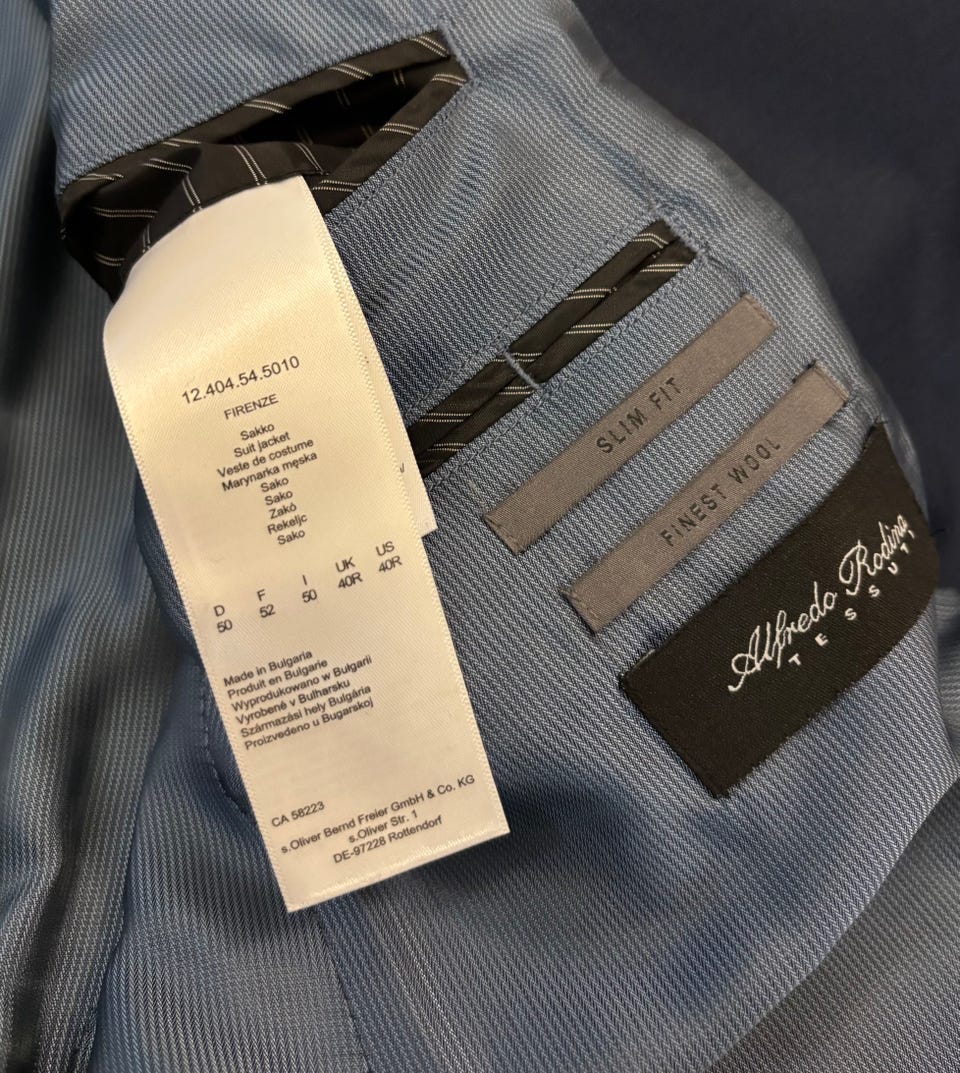 12.404.54.5010
FIRENZE
Sakko
Suit jacket
Veste de costume
Marynarka męska
Sako
Sako
Zakó
Rekeljc
Sako
D F I UK US
50 52 50 40R 40R
Made in Bulgaria
Produit en Bulgarie
Wyprodukowano w Bułgarii
Vyrobené v Bulharsku
Származási hely Bulgária
Proizvedeno u Bugarskoj
CA 58223
s.Oliver Bernd Freier GmbH & Co. KG
s.Oliver Str. 1
DE-97228 Rottendorf
SLIM FIT
FINEST WOOL
Alfredo Rodina
TESSUTI